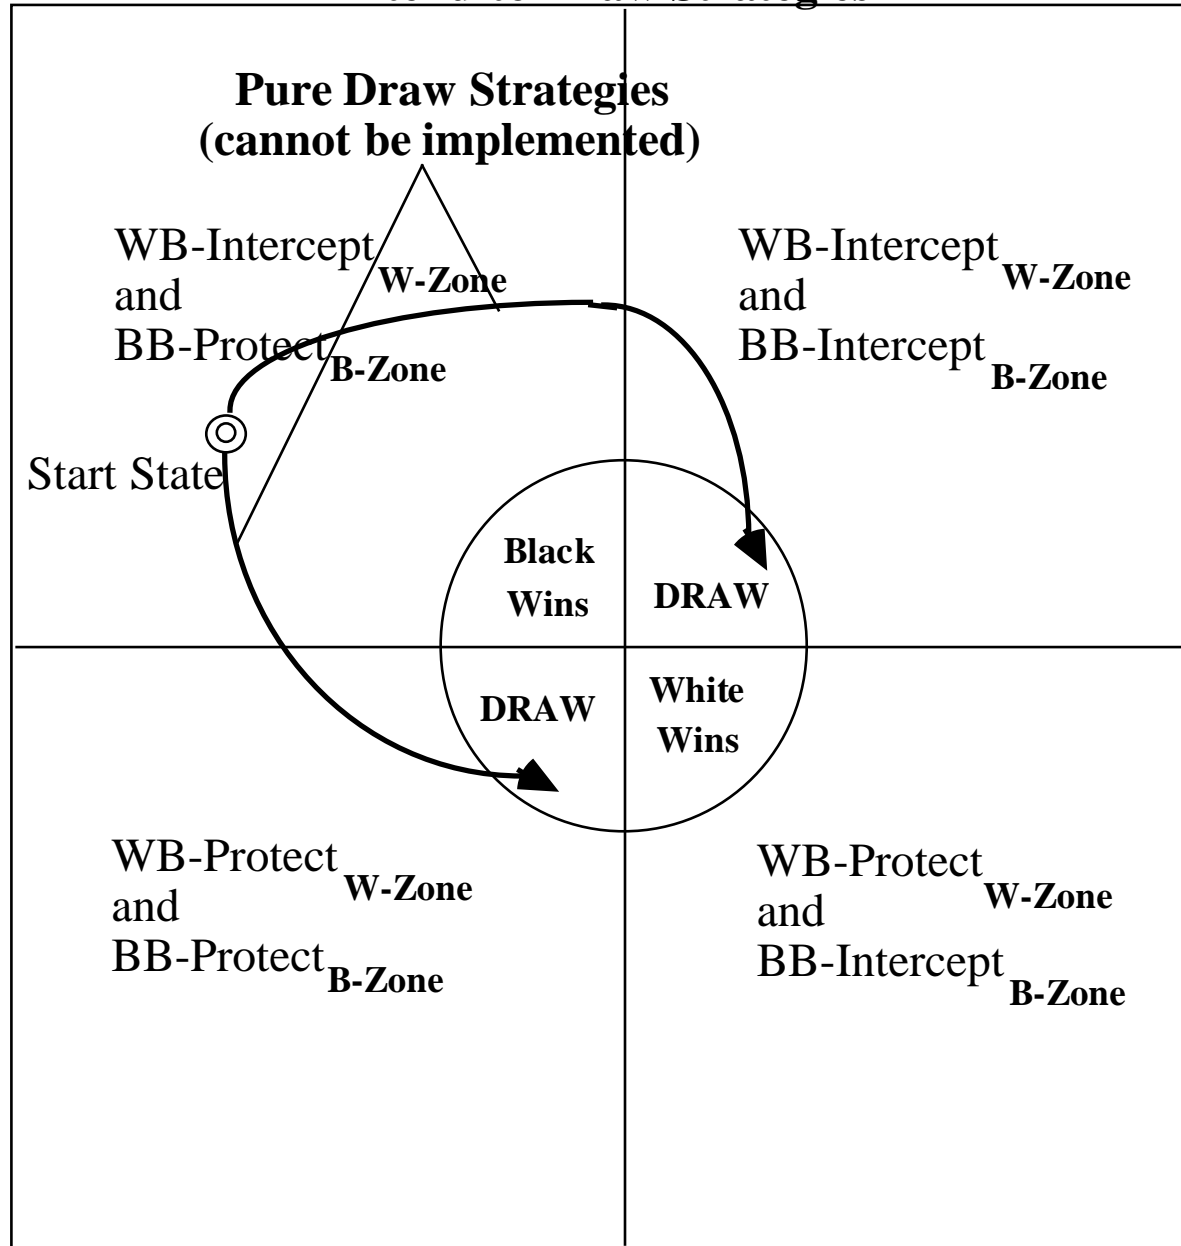 Pure Draw Strategies
(cannot be implemented)
WB-Intercept W-Zone
and
BB-Protect B-Zone
WB-Intercept W-Zone
and
BB-Intercept B-Zone
Start State
Black
Wins
DRAW
DRAW
White
Wins
WB-Protect W-Zone
and
BB-Protect B-Zone
WB-Protect W-Zone
and
BB-Intercept B-Zone